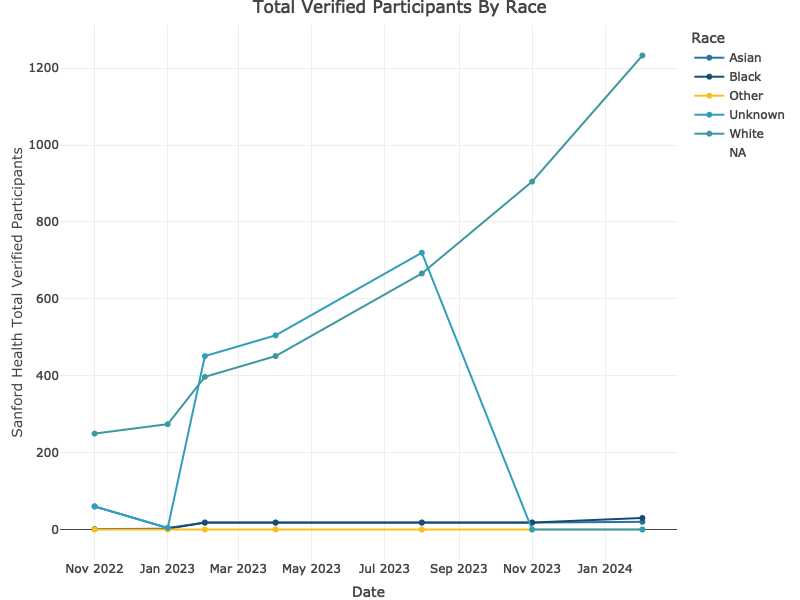 Total Verified Participants By Race
Race
Asian
Black
Other
Unknown
White
NA
Sanford Health Total Verified Participants
1200
1000
800
600
400
200
0
Nov 2022
Jan 2023
Mar 2023
May 2023
Jul 2023
Sep 2023
Nov 2023
Jan 2024
Date